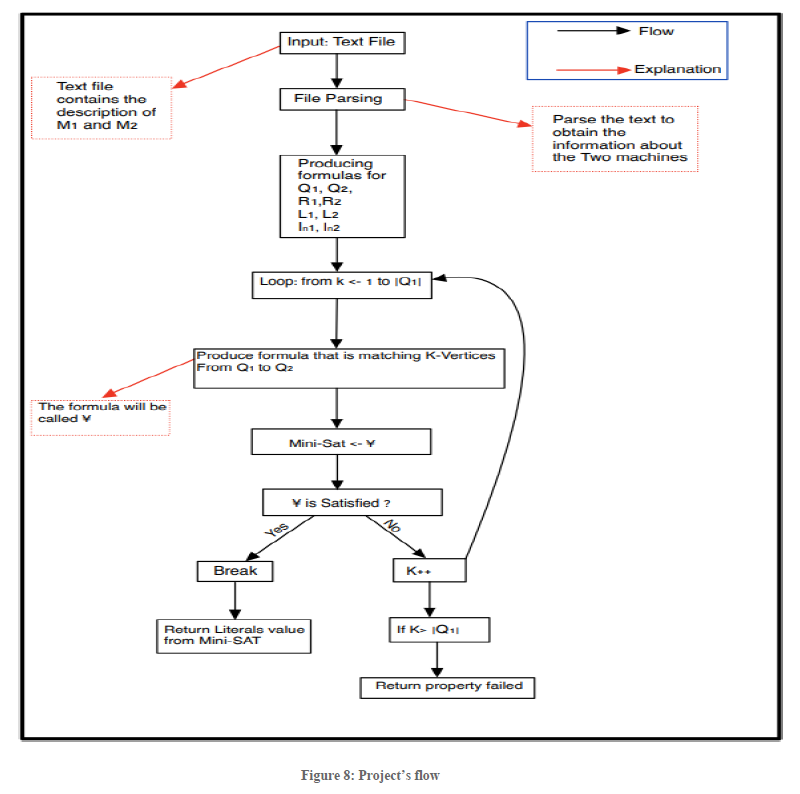 Input: Text File
Flow
Explanation
Text file
contains the
description of
M1 and M2
File Parsing
Parse the text to
obtain the
information about
the Two machines
Producing
formulas for
Q1, Q2,
R1,R2
L1, L2
In1, In2
Loop: from k <- 1 to |Q1|
Produce formula that is matching K-Vertices
From Q1 to Q2
The formula will be
called ¥
Mini-Sat <- ¥
¥ is Satisfied ?
Yes
No
Break
K++
Return Literals value
from Mini-SAT
If K> |Q1|
Return property failed
Figure 8: Project's flow